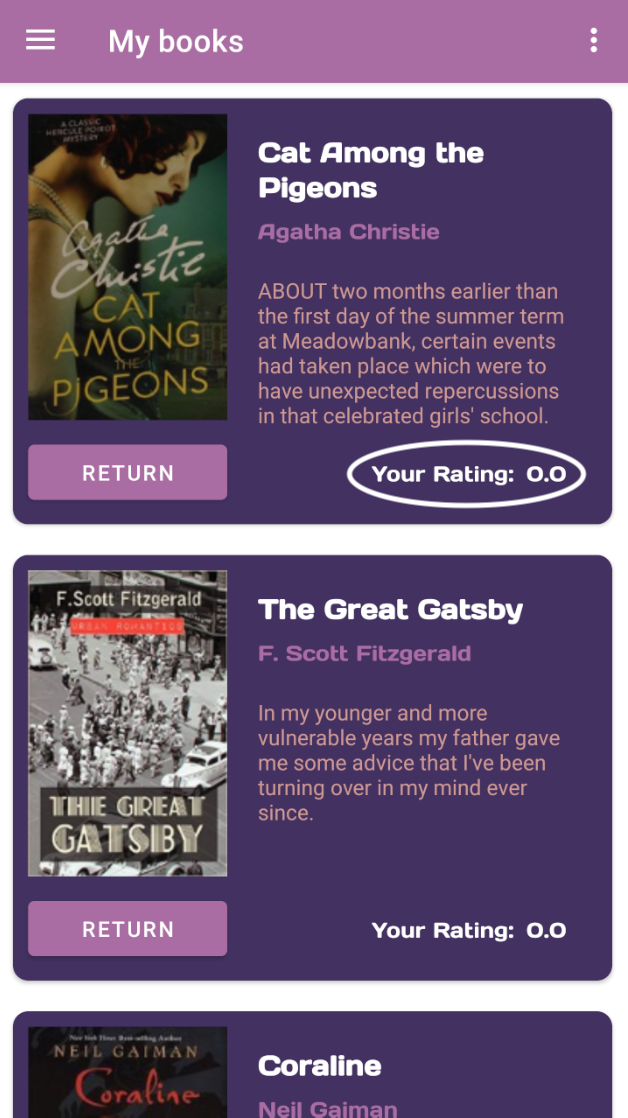 My books
A CLASSIC
HERCULE POIROT
MYSTERY
Agatha
Christie
CAT
AMONG
THE
PIGEONS
Cat Among the
Pigeons
Agatha Christie
ABOUT two months earlier than
the first day of the summer term
at Meadowbank, certain events
had taken place which were to
have unexpected repercussions
in that celebrated girls' school.
RETURN
Your Rating: 0.0
F.Scott Fitzgerald
URBAN ROMANTICS
THE GREAT
GATSBY
The Great Gatsby
F. Scott Fitzgerald
In my younger and more
vulnerable years my father gave
me some advice that I've been
turning over in my mind ever
since.
RETURN
Your Rating: 0.0
New York Times Best-selling Author
NEIL GAIMAN
Coraline
Coraline
Neil Gaiman